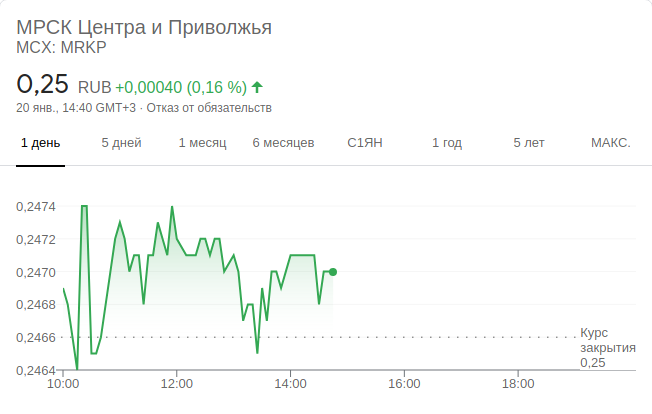 МРСК Центра и Приволжья
MCX: MRKP
0,25 RUB +0,00040 (0,16 %)
20 янв., 14:40 GMT+3 · Отказ от обязательств
1 день 5 дней 1 месяц 6 месяцев С1ЯН 1 год 5 лет МАКС.
0,2474
0,2472
0,2470
0,2468
0,2466
0,2464
Курс
закрытия
0,25
10:00 12:00 14:00 16:00 18:00